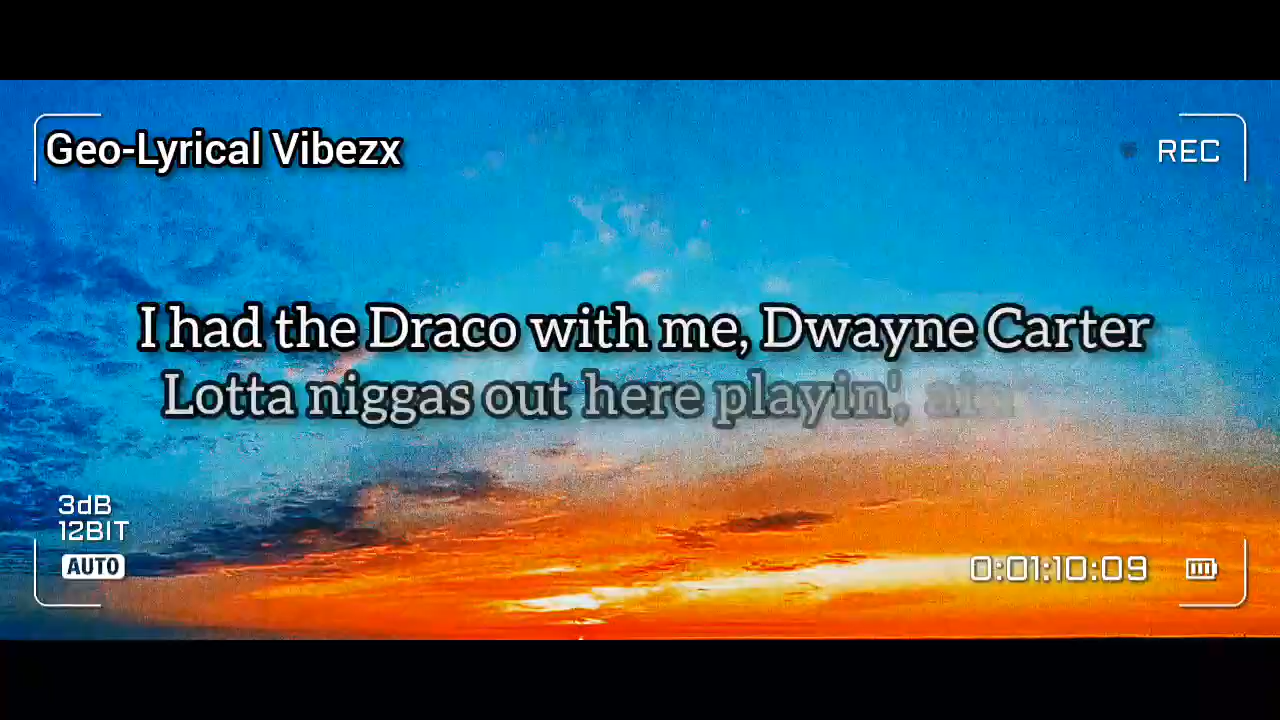 Geo-Lyrical Vibezx
REC
I had the Draco with me, Dwayne Carter
Lotta niggas out here playin',
3dB
12BIT
AUTO
0:01:10:09